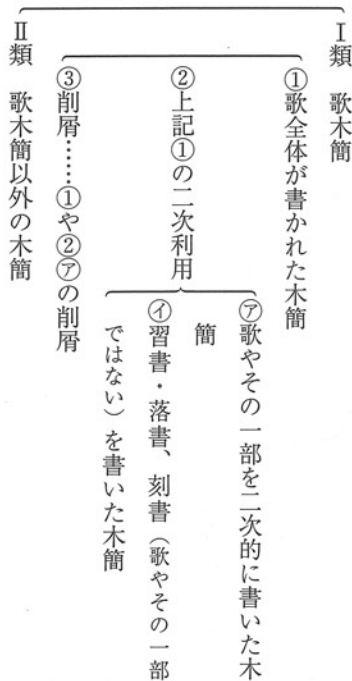 Ⅰ類　歌木簡
①歌全体が書かれた木簡
②上記①の二次利用
㋐歌やその一部を二次的に書いた木
簡
㋑習書・落書、刻書（歌やその一部
ではない）を書いた木簡
③削屑……①や②㋐の削屑
Ⅱ類　歌木簡以外の木簡